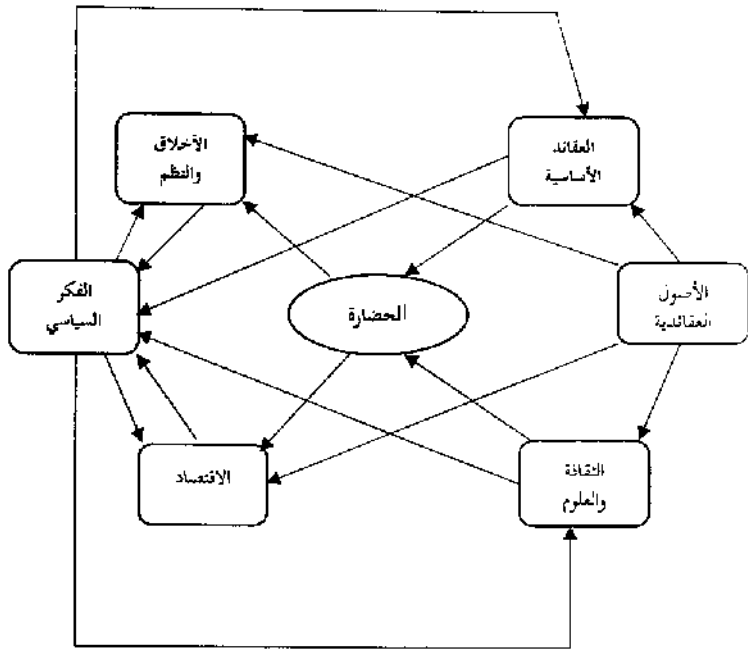 العقائد
الأساسية
الأخلاق
والنظم
الأصول
العقائدية
الحضارة
الفكر
السياسي
الثقافة
والعلوم
الاقتصاد